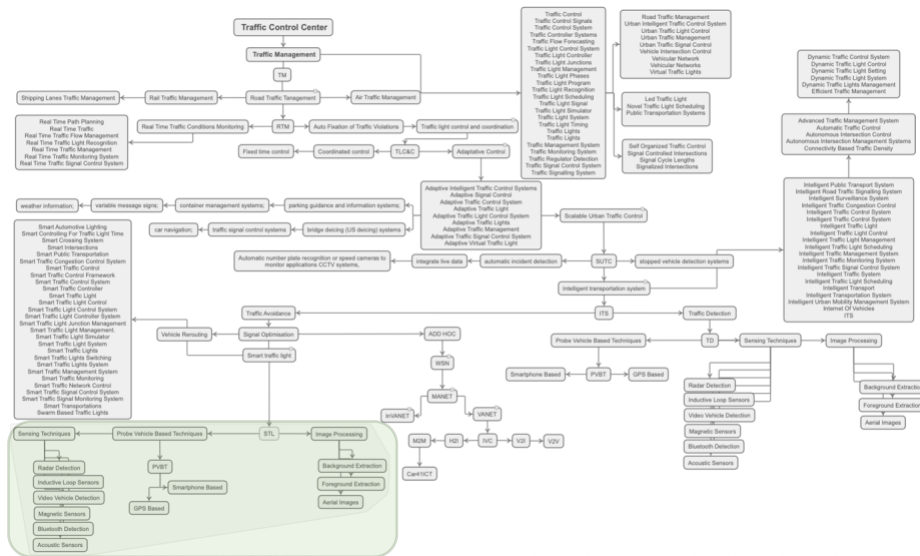 Traffic Control Center
Traffic Management
TM
Shipping Lanes Traffic Management
Rail Traffic Management
Road Traffic Tanagement
Air Traffic Management
Real Time Path Planning
Real Time Traffic
Real Time Traffic Flow Management
Real Time Traffic Light Recognition
Real Time Traffic Management
Real Time Traffic Monitoring System
Real Time Traffic Signal Control System
Real Time Traffic Conditions Monitoring
RTM
Auto Fixation of Traffic Violations
Traffic light control and coordination
Fixed time control
Coordinated control
TLC&C
Adaptative Control
Traffic Control
Traffic Control Signals
Traffic Control System
Traffic Controller Systems
Traffic Flow Forecasting
Traffic Light Control System
Traffic Light Controller
Traffic Light Junctions
Traffic Light Management
Traffic Light Phases
Traffic Light Program
Traffic Light Recognition
Traffic Light Scheduling
Traffic Light Signal
Traffic Light Simulator
Traffic Light System
Traffic Light Timing
Traffic Lights
Traffic Lights
Traffic Management System
Traffic Monitoring System
Traffic Regulator Detection
Traffic Signal Control System
Traffic Signalling System
Road Traffic Management
Urban Intelligent Traffic Control System
Urban Traffic Light Control
Urban Traffic Management
Urban Traffic Signal Control
Vehicle Intersection Control
Vehicular Network
Vehicular Networks
Virtual Traffic Lights
Led Traffic Light
Novel Traffic Light Scheduling
Public Transportation Systems
Self Organized Traffic Control
Signal Controlled Intersections
Signal Cycle Lengths
Signalized Intersections
Dynamic Traffic Control System
Dynamic Traffic Light Control
Dynamic Traffic Light Setting
Dynamic Traffic Light System
Dynamic Traffic Lights Management
Efficient Traffic Management
Advanced Traffic Management System
Automatic Traffic Control
Autonomous Intersection Control
Autonomous Intersection Management Systems
Connectivity Based Traffic Density
Adaptive Intelligent Traffic Control Systems
Adaptive Signal Control
Adaptive Traffic Control System
Adaptive Traffic Light
Adaptive Traffic Light Control System
Adaptive Traffic Lights
Adaptive Traffic Management
Adaptive Traffic Signal Control System
Adaptive Virtual Traffic Light
weather information;
variable message signs;
container management systems;
parking guidance and information systems;
car navigation;
traffic signal control systems
bridge deicing (US deicing) systems
Scalable Urban Traffic Control
Automatic number plate recognition or speed cameras to
monitor applications CCTV systems,
integrate live data
automatic incident detection
SUTC
stopped vehicle detection systems
Intelligent transportation system
Intelligent Public Transport System
Intelligent Road Traffic Signalling System
Intelligent Surveillance System
Intelligent Traffic Congestion Control
Intelligent Traffic Control
Intelligent Traffic Control System
Intelligent Traffic Control Systems
Intelligent Traffic Light
Intelligent Traffic Light Control
Intelligent Traffic Light Management
Intelligent Traffic Light Scheduling
Intelligent Traffic Management System
Intelligent Traffic Monitoring System
Intelligent Traffic Signal Control System
Intelligent Traffic System
Intelligent Traffic Scheduling
Intelligent Transport
Intelligent Transportation System
Intelligent Urban Mobility Management System
Internet Of Vehicles
ITS
Smart Automotive Lighting
Smart Controlling For Traffic Light Time
Smart Crossing System
Smart Intersections
Smart Public Transportation
Smart Traffic Congestion Control System
Smart Traffic Control
Smart Traffic Control Framework
Smart Traffic Control System
Smart Traffic Controller
Smart Traffic Light
Smart Traffic Light Control
Smart Traffic Light Control System
Smart Traffic Light Controller System
Smart Traffic Light Junction Management
Smart Traffic Light Management.
Smart Traffic Light Simulator
Smart Traffic Light System
Smart Traffic Lights
Smart Traffic Lights Switching
Smart Traffic Lights System
Smart Traffic Management System
Smart Traffic Monitoring
Smart Traffic Network Control
Smart Traffic Signal Control System
Smart Traffic Signal Monitoring System
Smart Transportations
Swarm Based Traffic Lights
ITS
Traffic Avoidance
Traffic Detection
Vehicle Rerouting
Signal Optimisation
ADD HOC
Smart traffic light
WSN
MANET
InVANET
VANET
M2M
H2I
IVC
V2I
V2V
Car4ICT
Probe Vehicle Based Techniques
TD
Sensing Techniques
Image Processing
Smartphone Based
PVBT
GPS Based
Radar Detection
Inductive Loop Sensors
Video Vehicle Detection
Magnetic Sensors
Bluetooth Detection
Acoustic Sensors
Background Extraction
Foreground Extraction
Aerial Images
Sensing Techniques
Probe Vehicle Based Techniques
STL
Image Processing
Radar Detection
Inductive Loop Sensors
Video Vehicle Detection
Magnetic Sensors
Bluetooth Detection
Acoustic Sensors
PVBT
Smartphone Based
GPS Based
Background Extraction
Foreground Extraction
Aerial Images